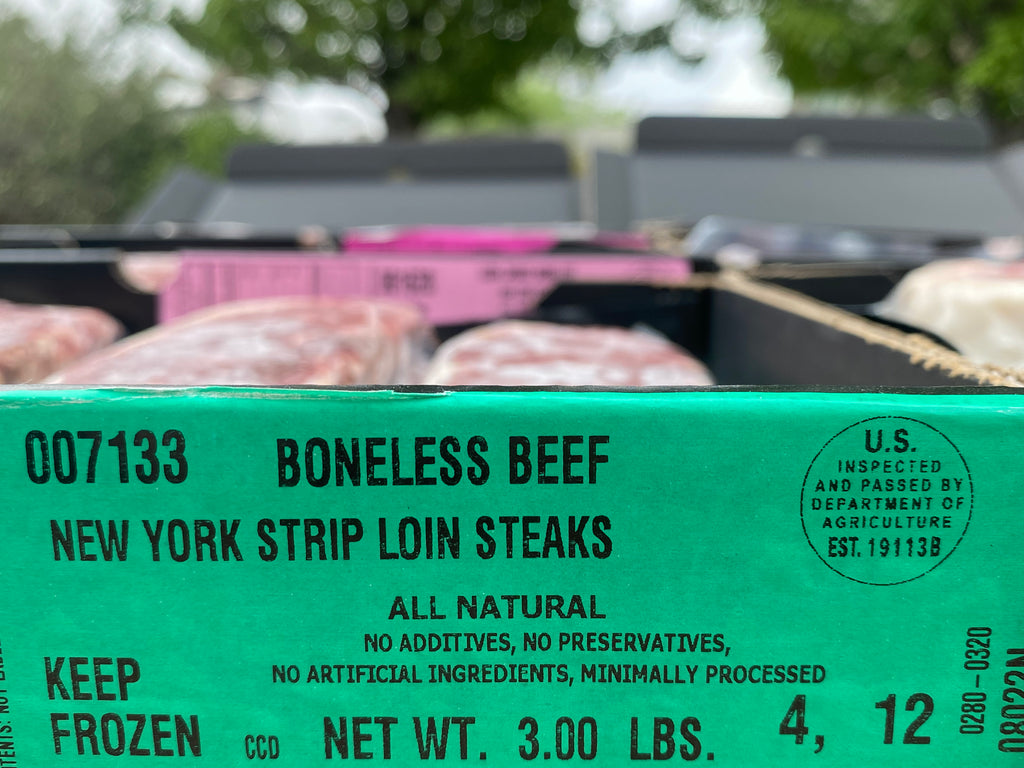 007133 BONELESS BEEF
NEW YORK STRIP LOIN STEAKS
U.S.
INSPECTED
AND PASSED BY
DEPARTMENT OF
AGRICULTURE
EST. 19113B
ALL NATURAL
NO ADDITIVES, NO PRESERVATIVES,
NO ARTIFICIAL INGREDIENTS, MINIMALLY PROCESSED
KEEP
FROZEN
CCD
NET WT. 3.00 LBS.
4, 12
0280-0320
08022N